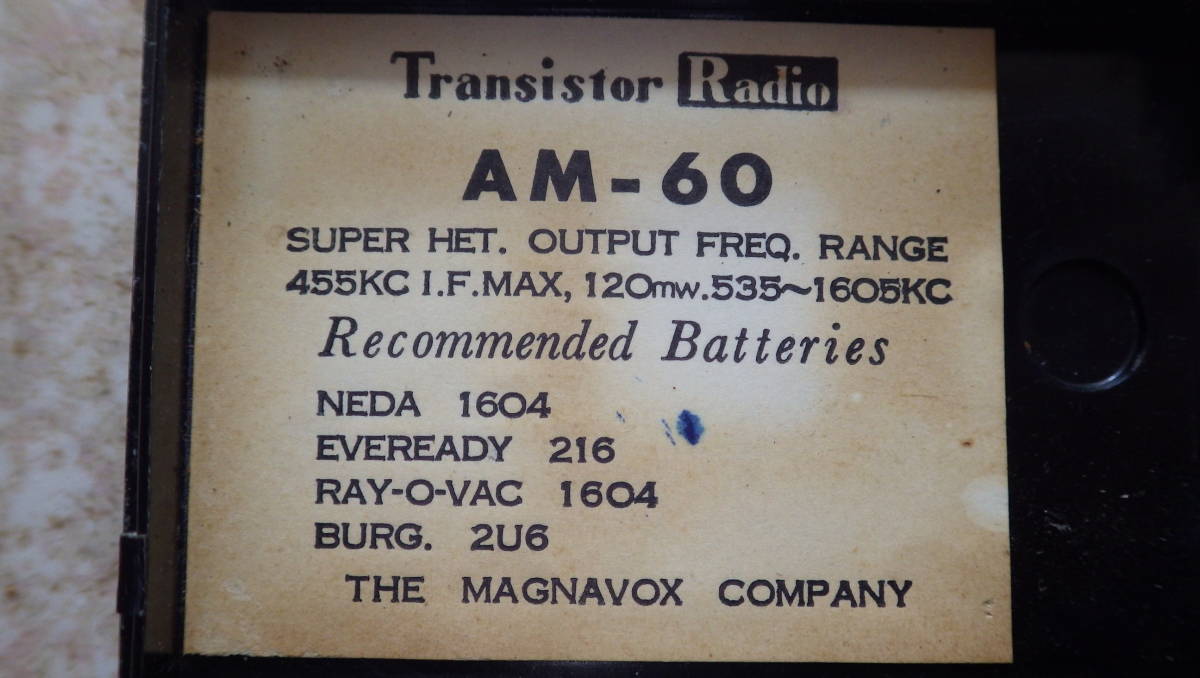 Transistor Radio
AM-60
SUPER HET. OUTPUT FREQ. RANGE
455KC I.F.MAX, 120mw.535~1605KC
Recommended Batteries
NEDA 1604
EVEREADY 216
RAY-O-VAC 1604
BURG. 2U6
THE MAGNAVOX COMPANY